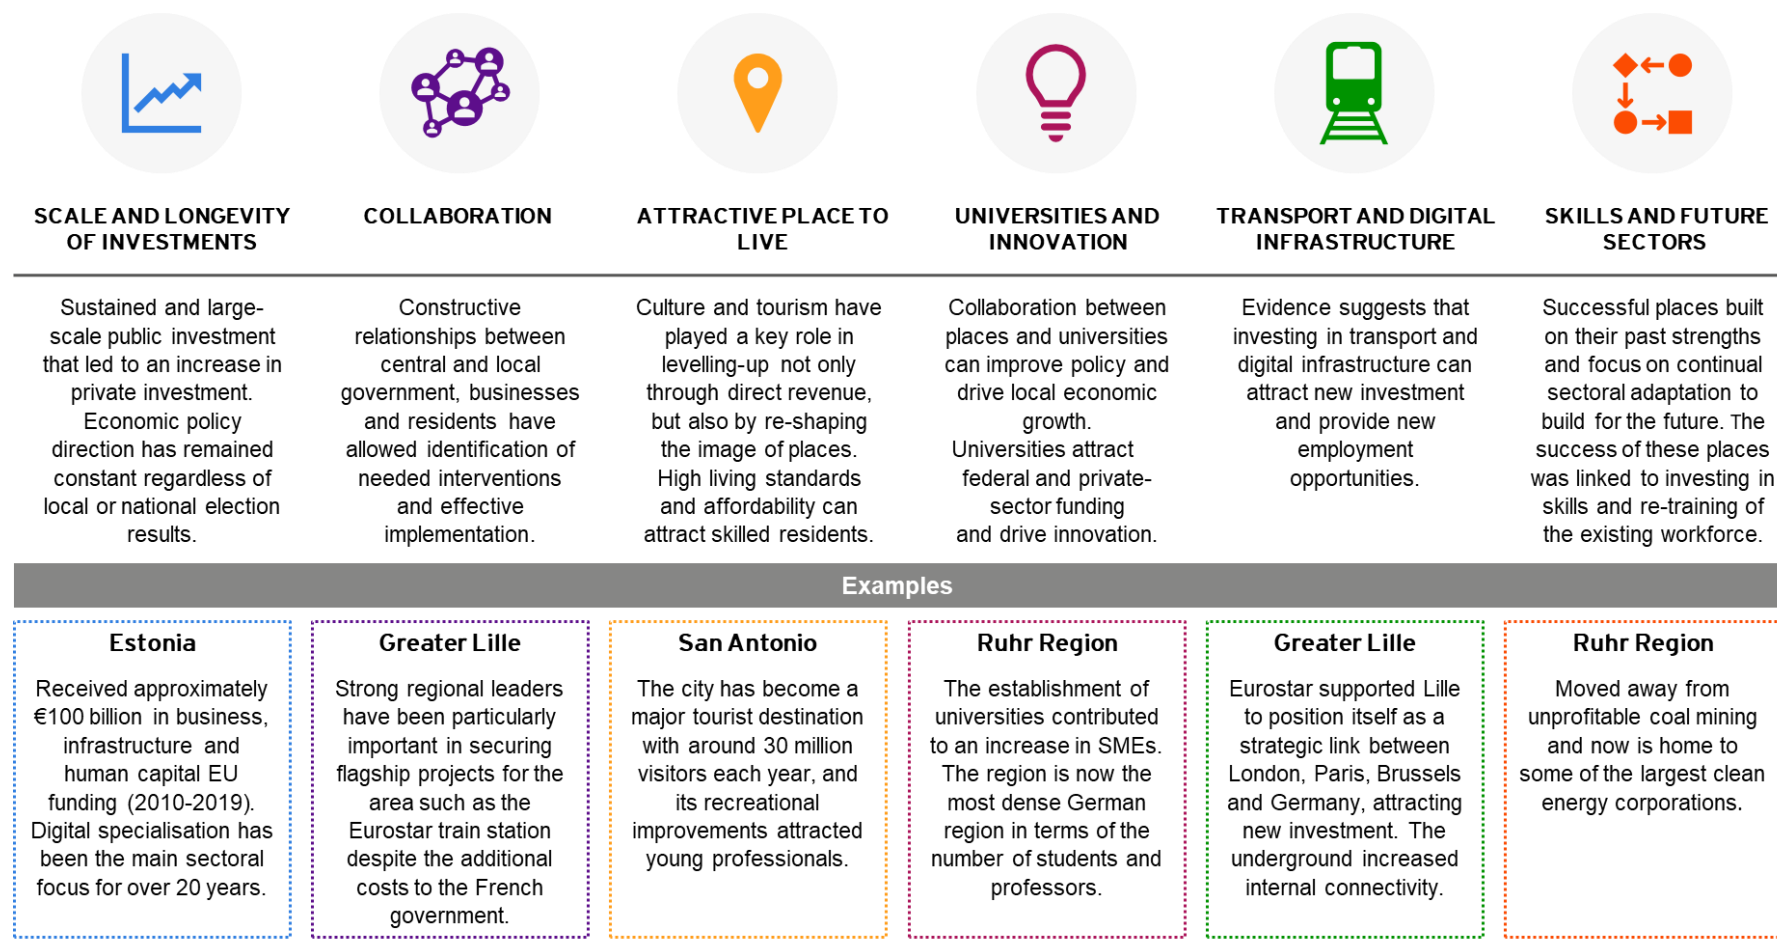 SCALE AND LONGEVITY
OF INVESTMENTS
COLLABORATION
ATTRACTIVE PLACE TO
LIVE
UNIVERSITIES AND
INNOVATION
TRANSPORT AND DIGITAL
INFRASTRUCTURE
SKILLS AND FUTURE
SECTORS
Sustained and large-
scale public investment
that led to an increase in
private investment.
Economic policy
direction has remained
constant regardless of
local or national election
results.
Constructive
relationships between
central and local
government, businesses
and residents have
allowed identification of
needed interventions
and effective
implementation.
Culture and tourism have
played a key role in
levelling-up not only
through direct revenue,
but also by re-shaping
the image of places.
High living standards
and affordability can
attract skilled residents.
Collaboration between
places and universities
can improve policy and
drive local economic
growth.
Universities attract
federal and private-
sector funding
and drive innovation.
Evidence suggests that
investing in transport and
digital infrastructure can
attract new investment
and provide new
employment
opportunities.
Successful places built
on their past strengths
and focus on continual
sectoral adaptation to
build for the future. The
success of these places
was linked to investing in
skills and re-training of
the existing workforce.
Examples
Estonia
Received approximately
€100 billion in business,
infrastructure and
human capital EU
funding (2010-2019).
Digital specialisation has
been the main sectoral
focus for over 20 years.
Greater Lille
Strong regional leaders
have been particularly
important in securing
flagship projects for the
area such as the
Eurostar train station
despite the additional
costs to the French
government.
San Antonio
The city has become a
major tourist destination
with around 30 million
visitors each year, and
its recreational
improvements attracted
young professionals.
Ruhr Region
The establishment of
universities contributed
to an increase in SMEs.
The region is now the
most dense German
region in terms of the
number of students and
professors.
Greater Lille
Eurostar supported Lille
to position itself as a
strategic link between
London, Paris, Brussels
and Germany, attracting
new investment. The
underground increased
internal connectivity.
Ruhr Region
Moved away from
unprofitable coal mining
and now is home to
some of the largest clean
energy corporations.